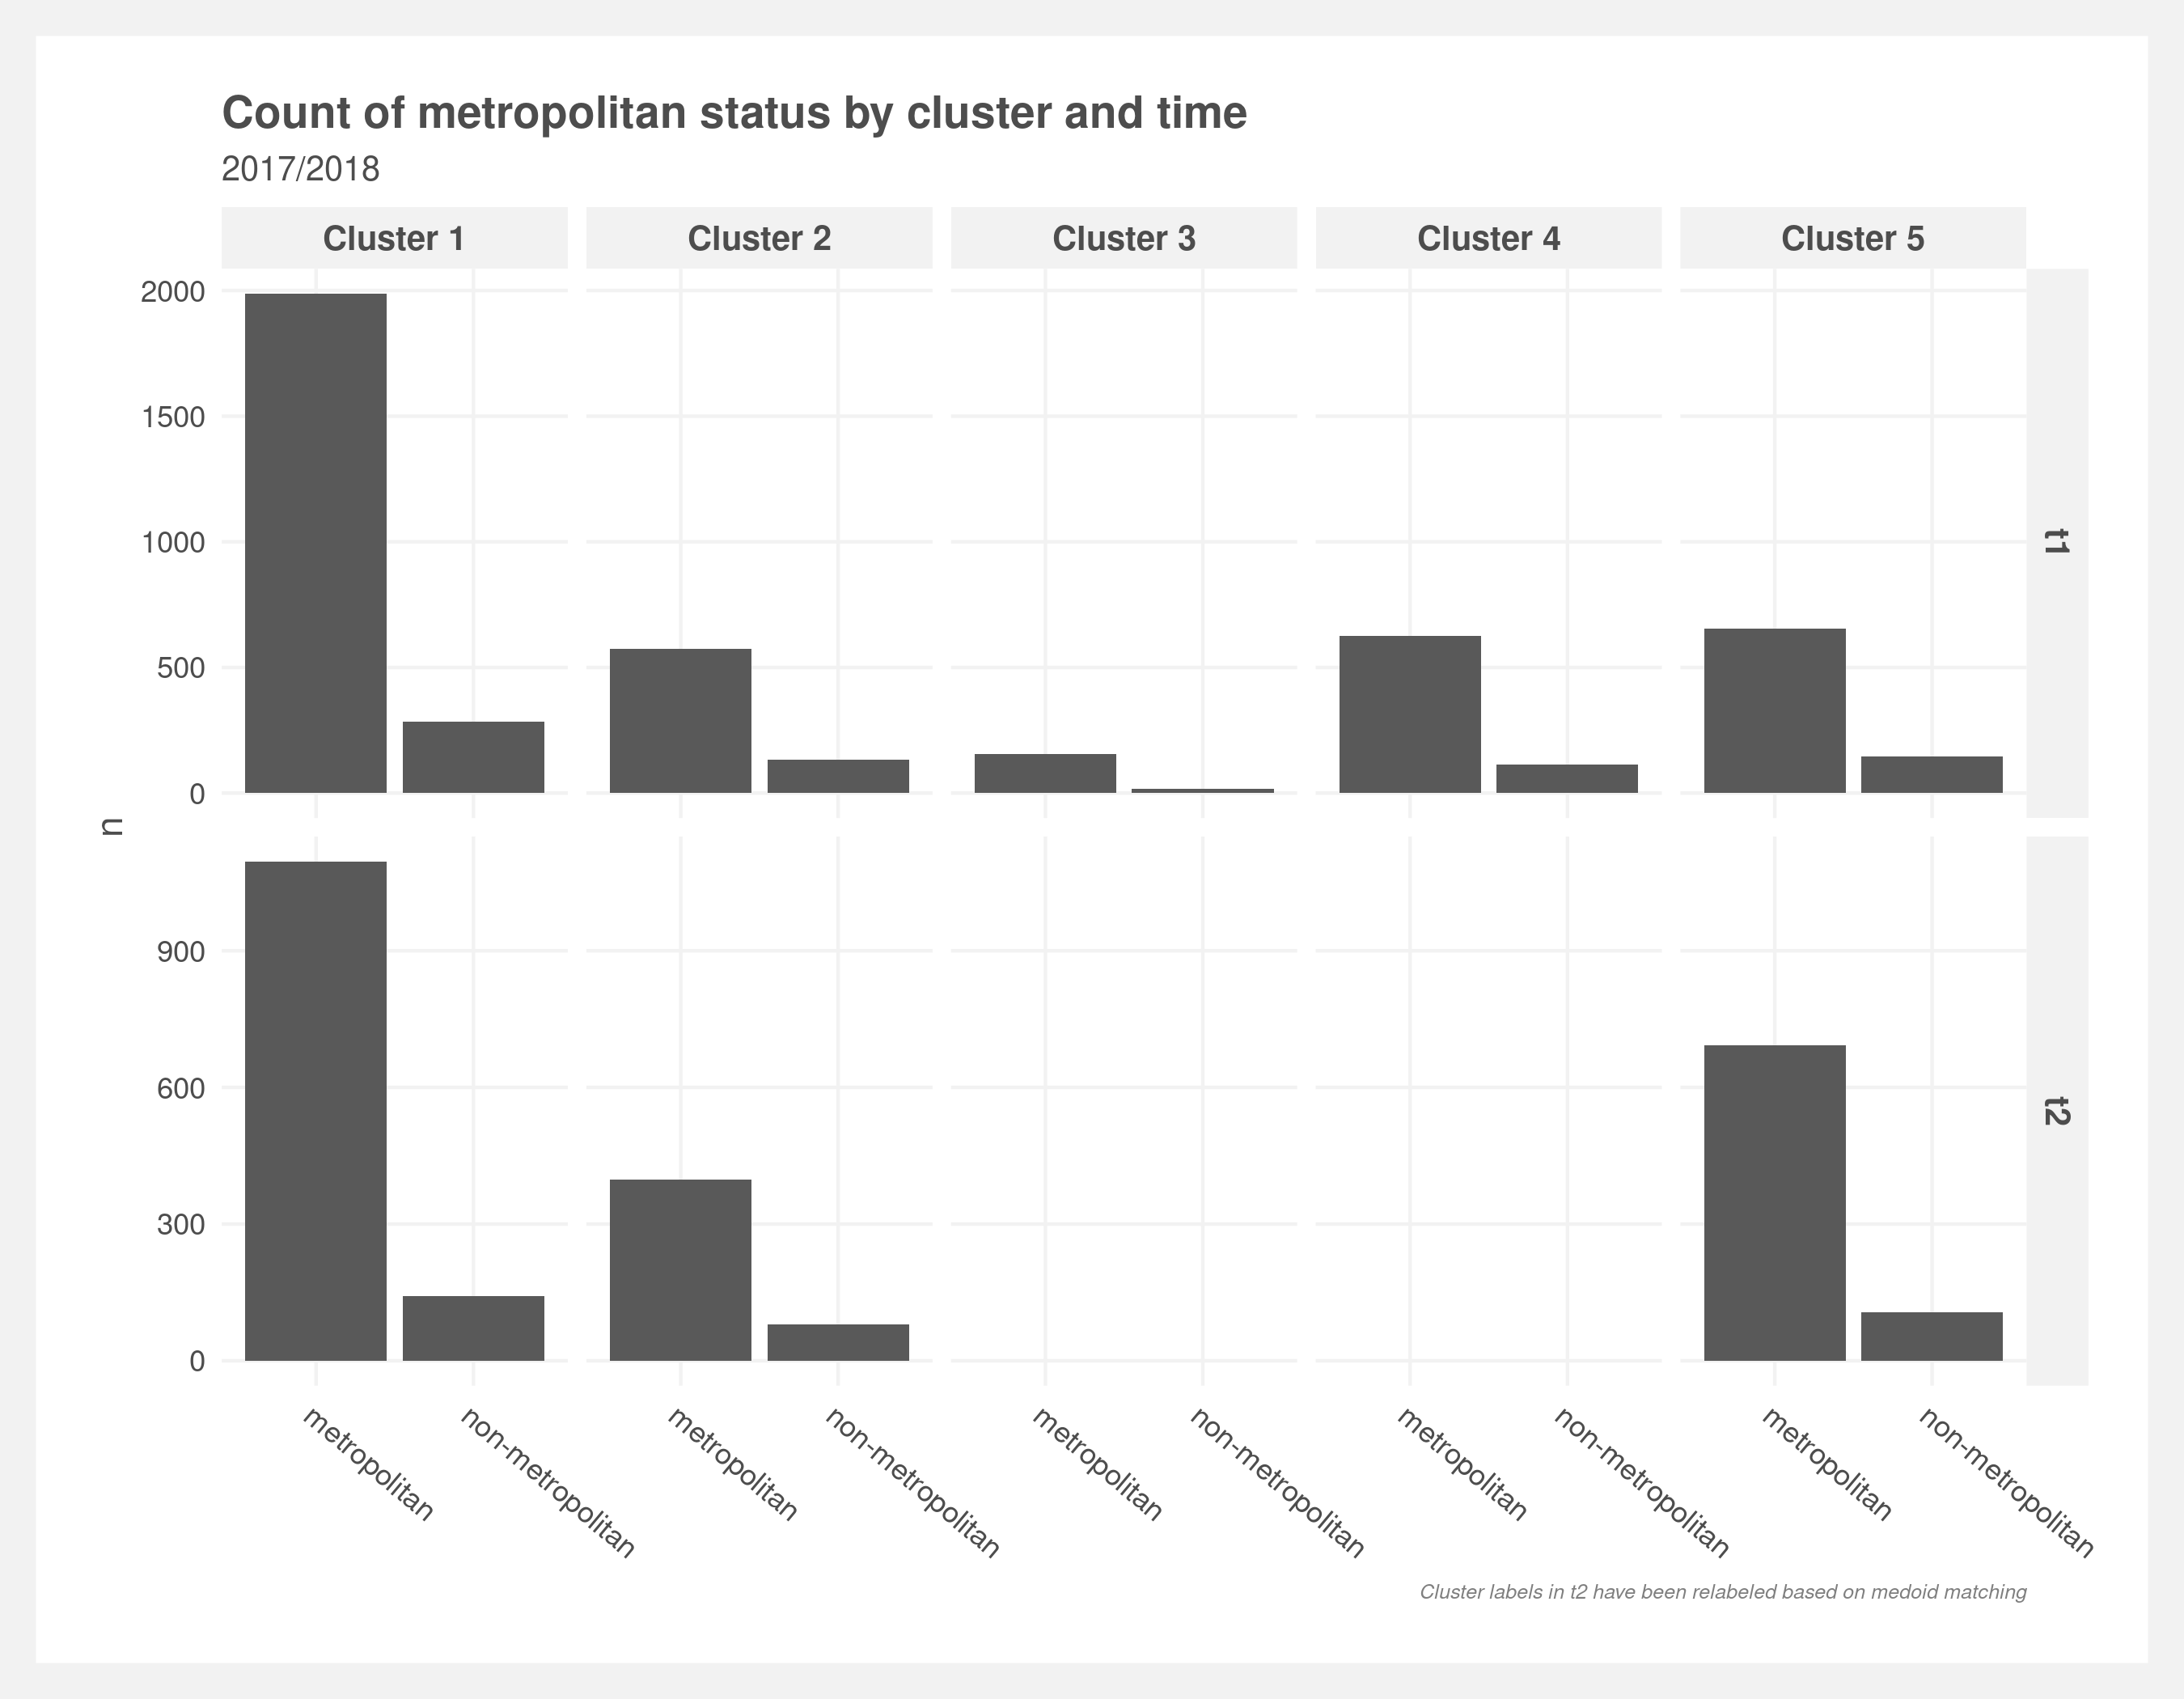 Count of metropolitan status by cluster and time
2017/2018
Cluster 1
Cluster 2
Cluster 3
Cluster 4
Cluster 5
2000
1500
1000
500
0
t1
n
900
600
300
0
t2
metropolitan
non-metropolitan
metropolitan
non-metropolitan
metropolitan
non-metropolitan
metropolitan
non-metropolitan
metropolitan
non-metropolitan
Cluster labels in t2 have been relabeled based on medoid matching